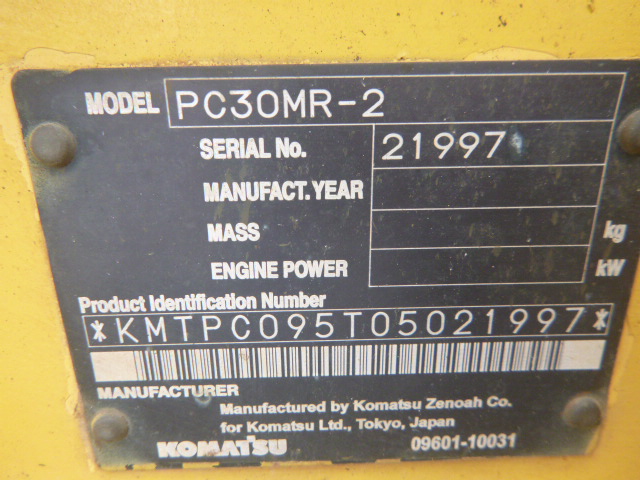 MODEL PC30MR-2
SERIAL No. 21997
MANUFACT. YEAR
MASS kg
ENGINE POWER kW
Product Identification Number
*KMTPC095T05021997*
MANUFACTURER
Manufactured by Komatsu Zenoah Co.
for Komatsu Ltd., Tokyo, Japan
KOMATSU 09601-10031